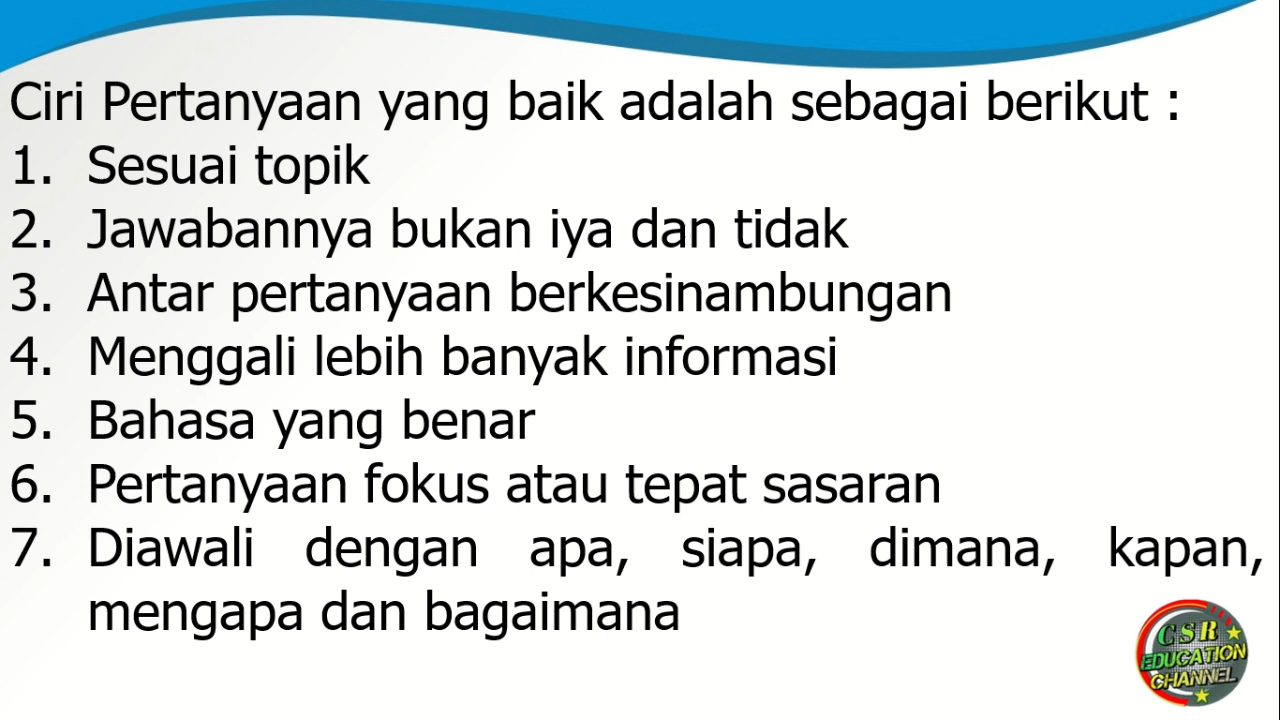 Ciri Pertanyaan yang baik adalah sebagai berikut :
1. Sesuai topik
2. Jawabannya bukan iya dan tidak
3. Antar pertanyaan berkesinambungan
4. Menggali lebih banyak informasi
5. Bahasa yang benar
6. Pertanyaan fokus atau tepat sasaran
7. Diawali dengan apa, siapa, dimana, kapan,
mengapa dan bagaimana
CSR
EDUCATION
CHANNEL